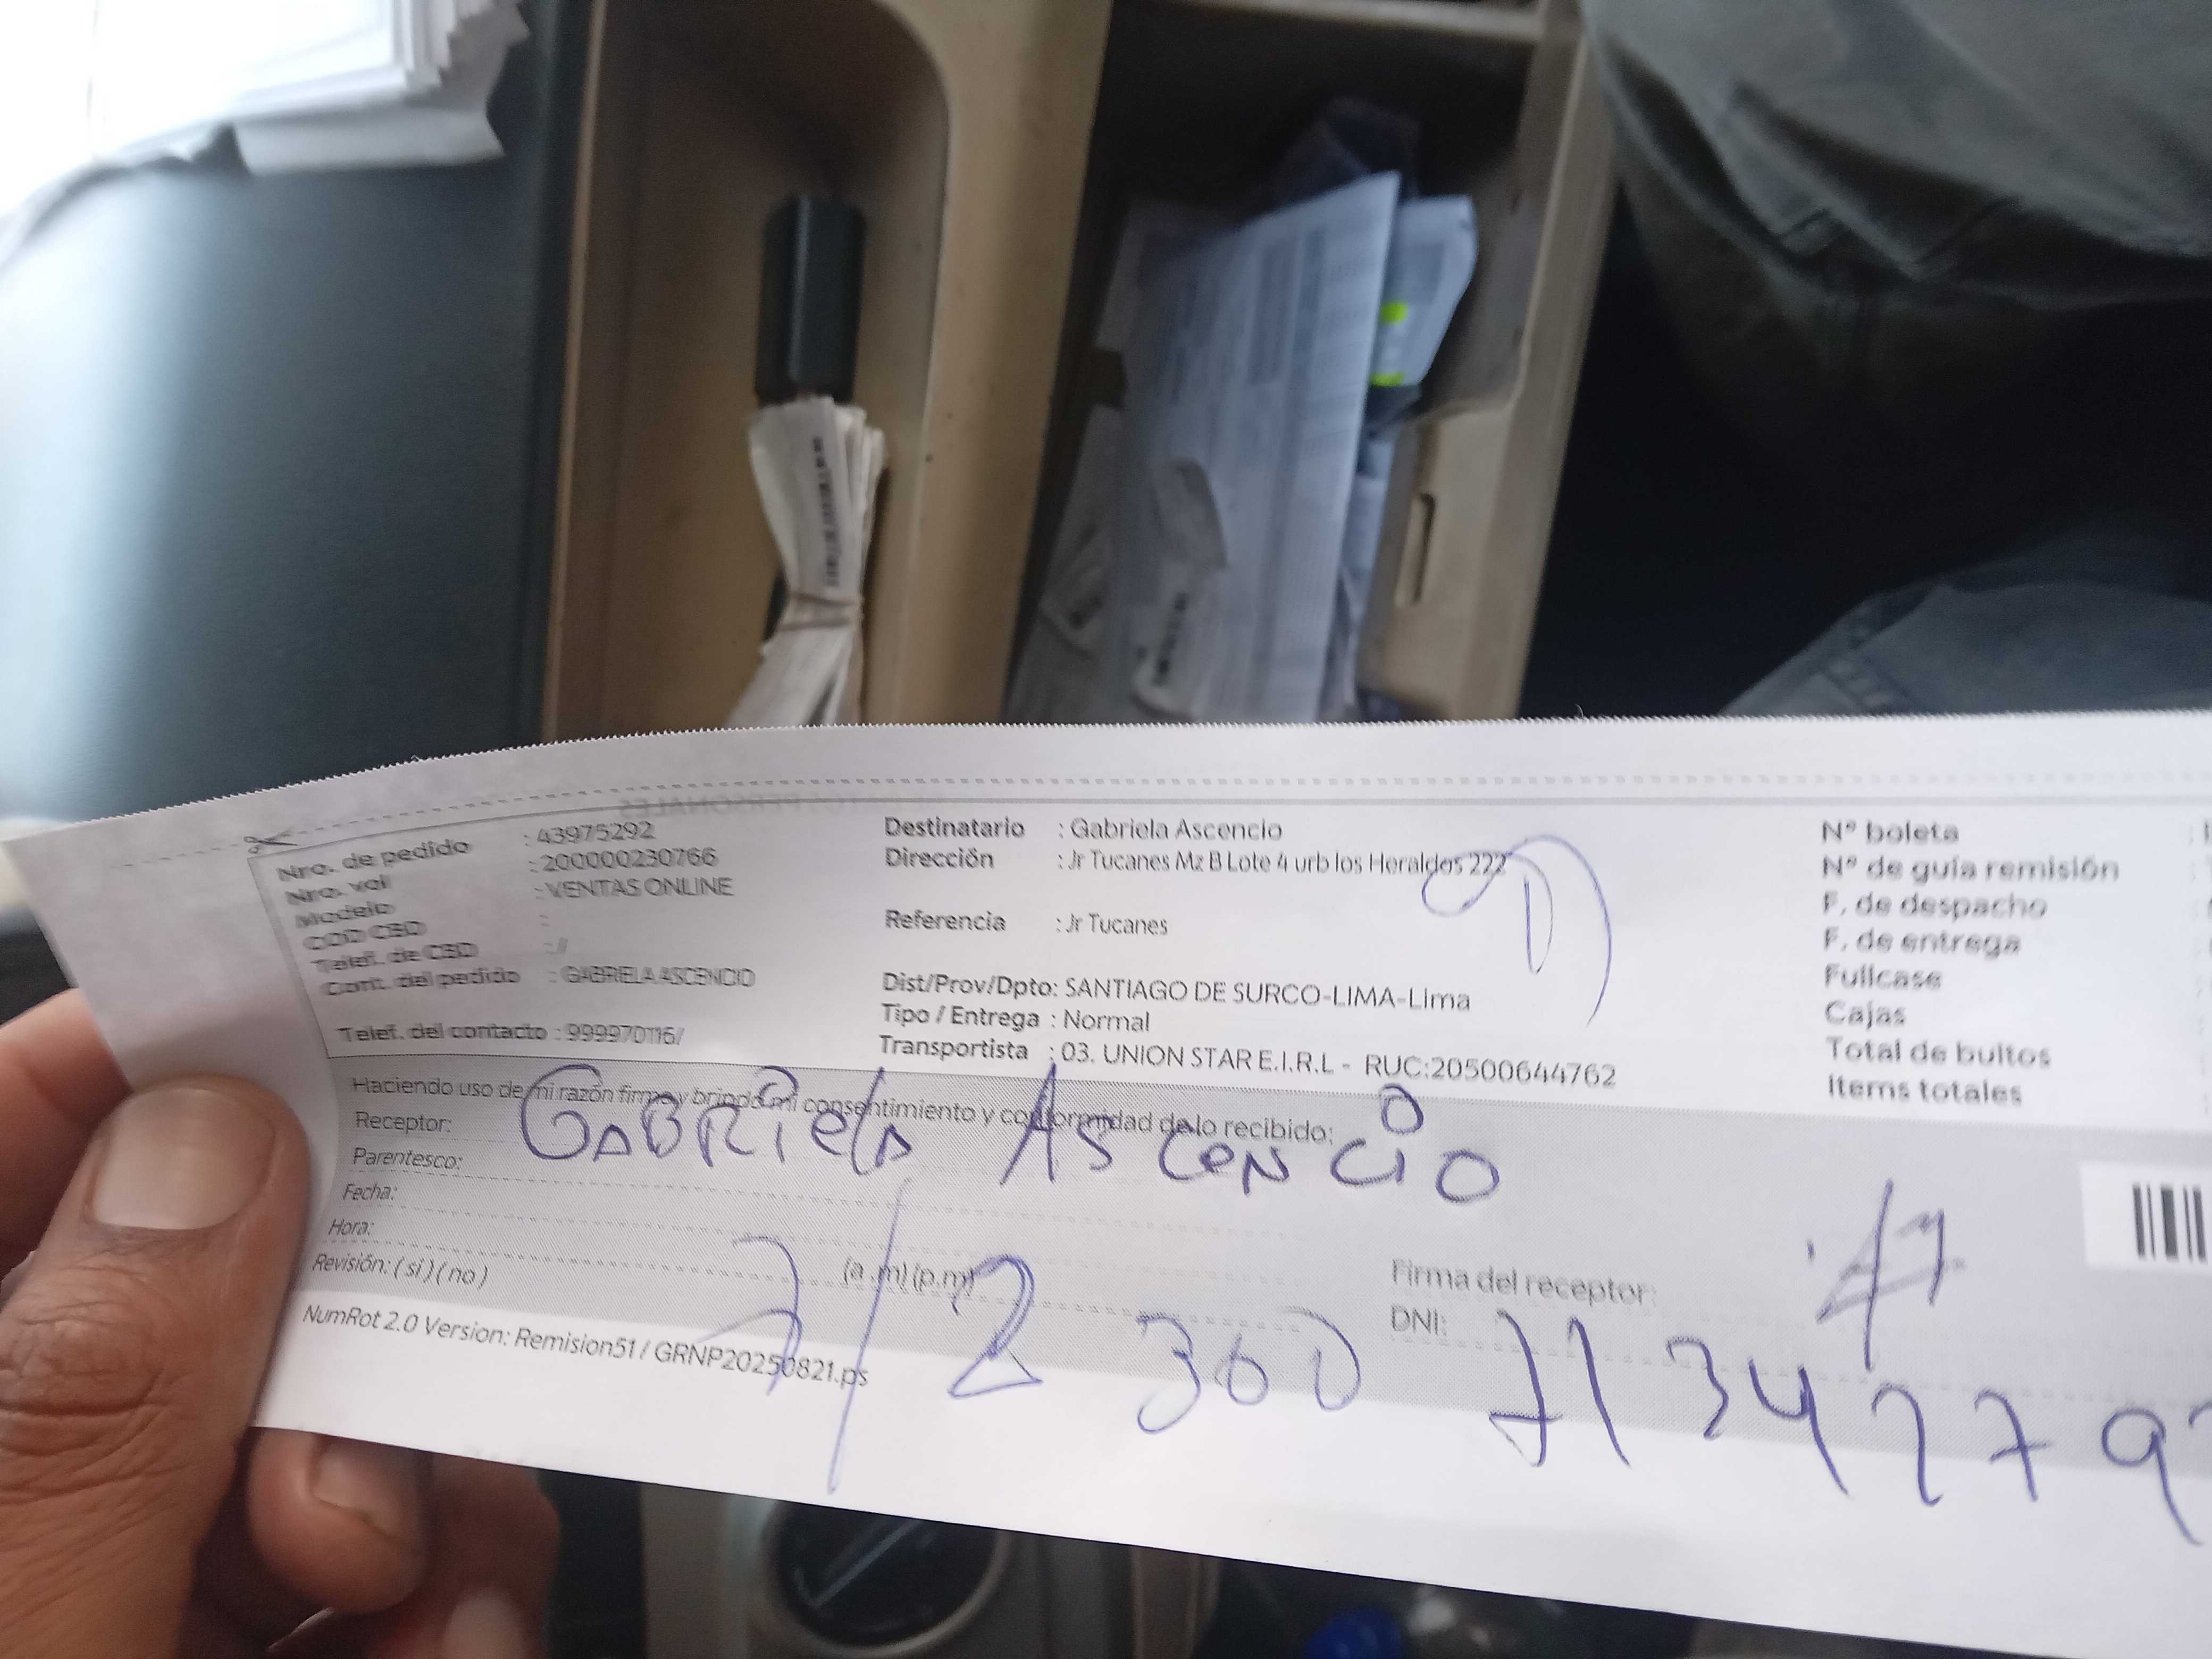 Nro. de pedido : 43975292
Nro. vol : 200000230766
Modelo : VENTAS ONLINE
COD CBD :
Telef. de CBD : //
Cont. del pedido : GABRIELA ASCENCIO
Telef. del contacto : 999970116/
Destinatario : Gabriela Ascencio
Dirección : Jr Tucanes Mz B Lote 4 urb los Heraldos 222
Referencia : Jr Tucanes
Dist/Prov/Dpto: SANTIAGO DE SURCO-LIMA-Lima
Tipo / Entrega : Normal
Transportista : 03. UNION STAR E.I.R.L - RUC:20500644762
N° boleta :
N° de guia remisión :
F. de despacho
F. de entrega
Fullcase
Cajas
Total de bultos
Items totales
Haciendo uso de mi razón firmo y brindo mi consentimiento y conformidad de lo recibido:
Receptor: GABRiela AscenciO
Parentesco:
Fecha:
Hora: (a .m) (p.m)
Revisión: ( sí ) ( no )
7/2 300
Firma del receptor:
DNI: 7134279
NumRot 2.0 Version: Remision51 / GRNP20250821.ps